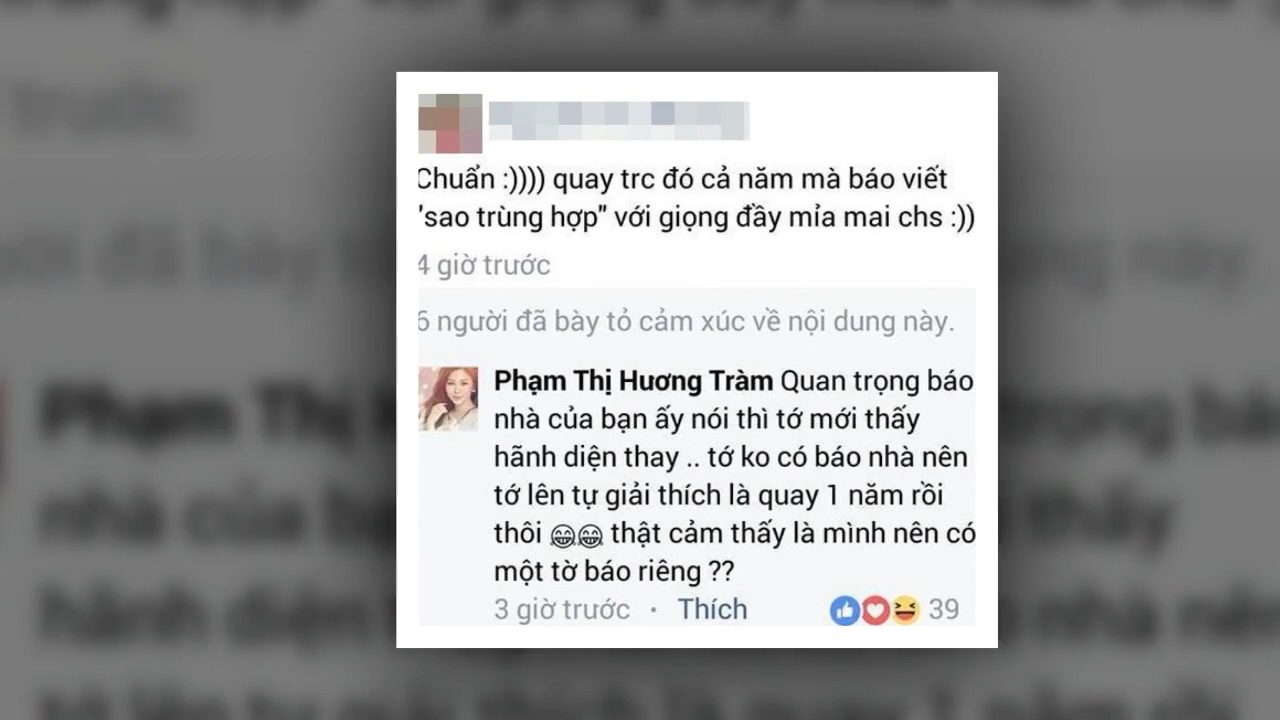 Chuẩn :)))) quay trc đó cả năm mà báo viết
"sao trùng hợp" với giọng đầy mỉa mai chs :))
4 giờ trước
6 người đã bày tỏ cảm xúc về nội dung này.
Phạm Thị Hương Tràm Quan trọng báo
nhà của bạn ấy nói thì tớ mới thấy
hãnh diện thay .. tớ ko có báo nhà nên
tớ lên tự giải thích là quay 1 năm rồi
thôi 😂😂 thật cảm thấy là mình nên có
một tờ báo riêng ??
3 giờ trước · Thích 39